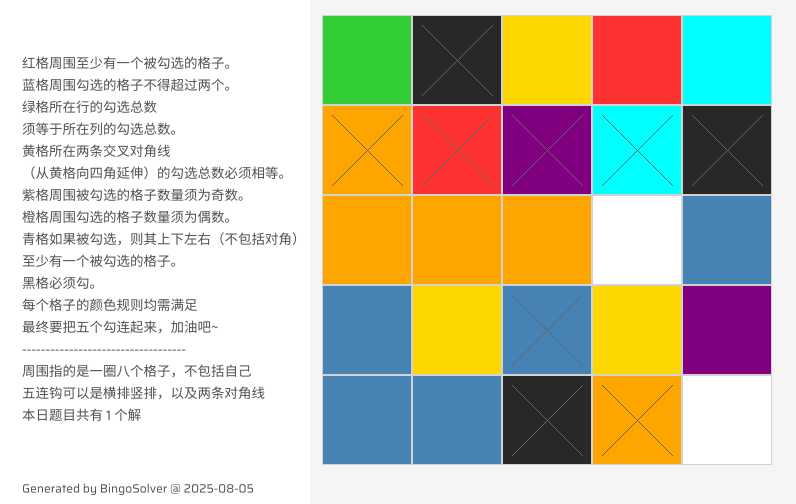 红格周围至少有一个被勾选的格子。
蓝格周围勾选的格子不得超过两个。
绿格所在行的勾选总数
须等于所在列的勾选总数。
黄格所在两条交叉对角线
（从黄格向四角延伸）的勾选总数必须相等。
紫格周围被勾选的格子数量须为奇数。
橙格周围勾选的格子数量须为偶数。
青格如果被勾选，则其上下左右（不包括对角）
至少有一个被勾选的格子。
黑格必须勾。
每个格子的颜色规则均需满足
最终要把五个勾连起来，加油吧~
----------------------------------
周围指的是一圈八个格子，不包括自己
五连钩可以是横排竖排，以及两条对角线
本日题目共有1个解
Generated by BingoSolver @ 2025-08-05